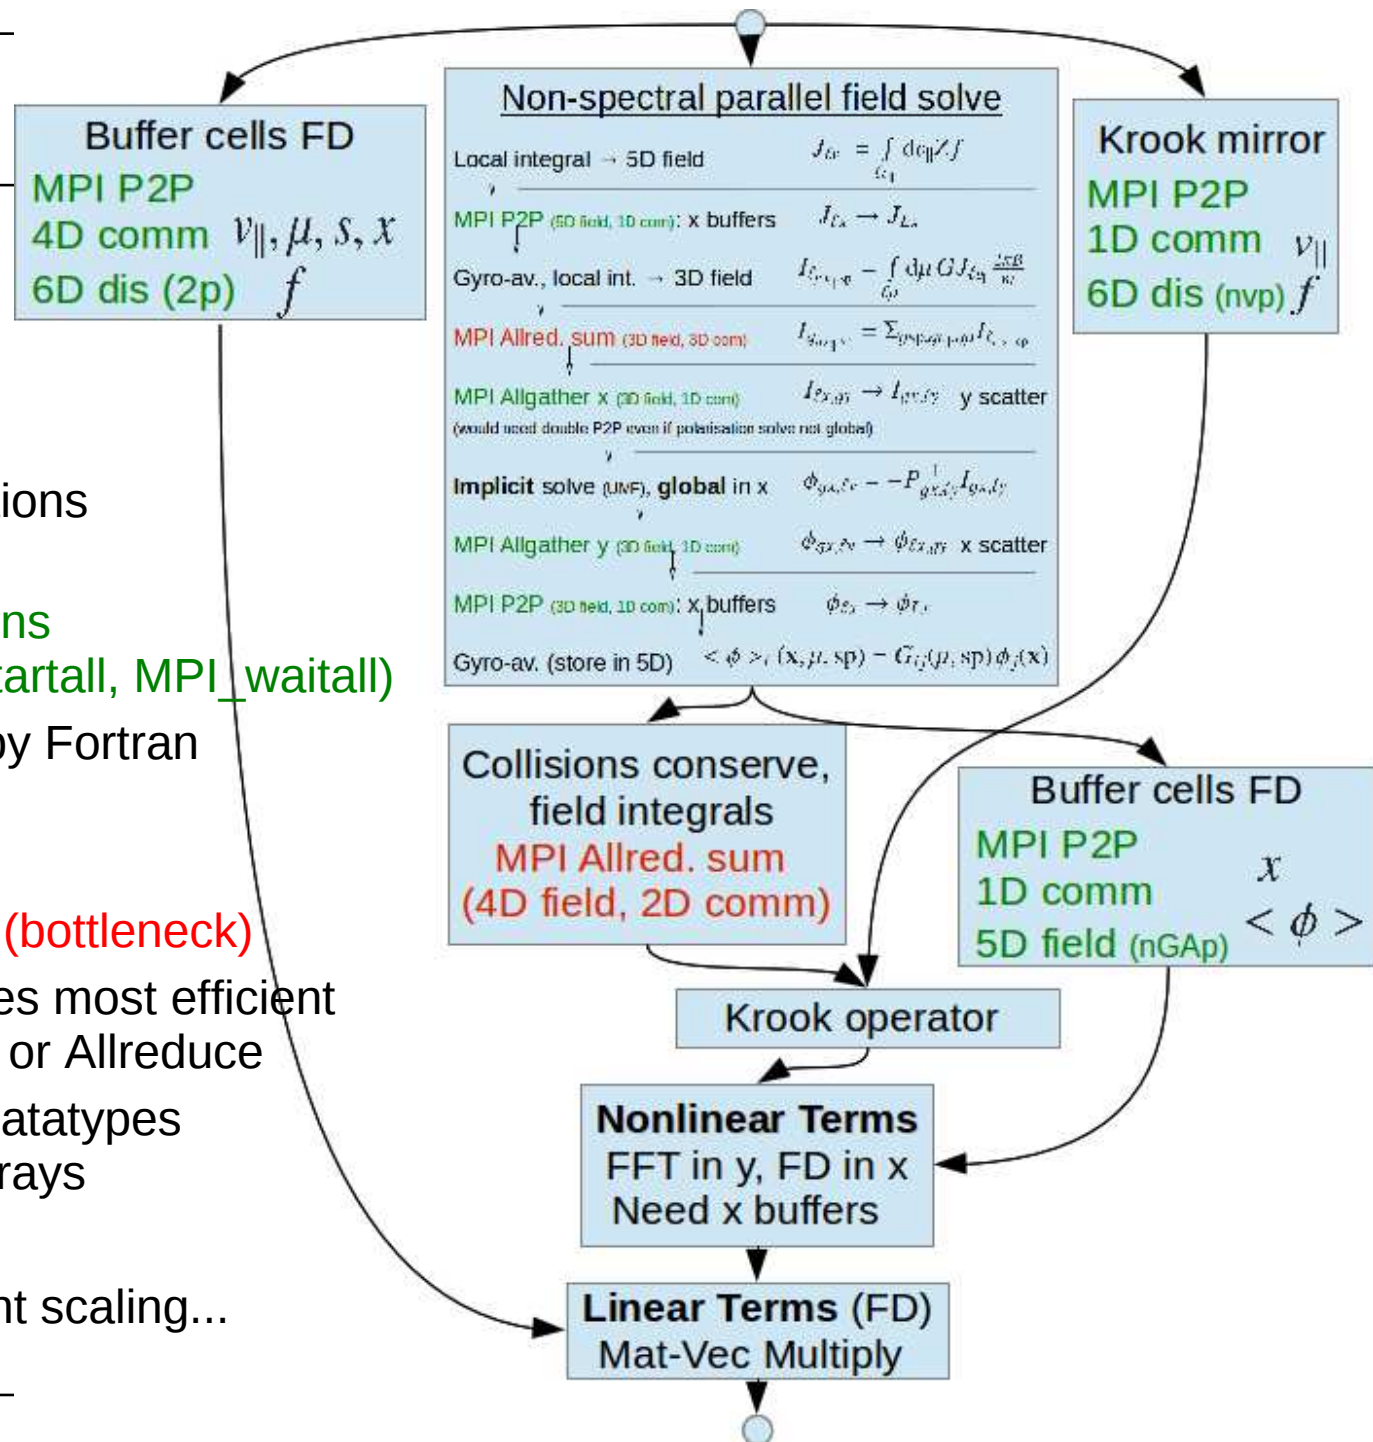 Buffer cells FD
MPI P2P
4D comm v∥, μ, s, x
6D dis (2p) f
Non-spectral parallel field solve
Local integral → 5D field
MPI P2P (5D field, 1D com): x buffers
Gyro-av., local int. → 3D field
MPI Allred. sum (3D field, 3D com)
MPI Allgather x (3D field, 1D com) y scatter
(would need double P2P even if polarisation solve not global)
Implicit solve (UMF), global in x
MPI Allgather y (3D field, 1D com) x scatter
MPI P2P (3D field, 1D com): x buffers
Gyro-av. (store in 5D) < φ >ᵢ (x, μ, sp) = Gᵢⱼ(μ, sp)φⱼ(x)
Krook mirror
MPI P2P
1D comm v∥
6D dis (nvp) f
ions
ns
tartall, MPI_waitall)
by Fortran
(bottleneck)
es most efficient
or Allreduce
atatypes
rays
nt scaling...
Collisions conserve,
field integrals
MPI Allred. sum
(4D field, 2D comm)
Buffer cells FD
MPI P2P
1D comm x
5D field (nGAp) < φ >
Krook operator
Nonlinear Terms
FFT in y, FD in x
Need x buffers
Linear Terms (FD)
Mat-Vec Multiply